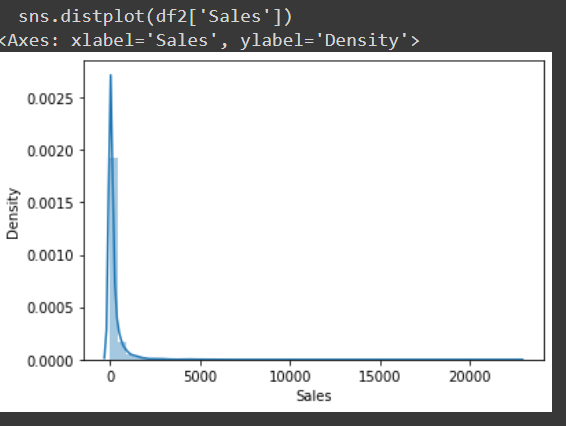 sns.distplot(df2['Sales'])
<Axes: xlabel='Sales', ylabel='Density'>
0.0025
0.0020
0.0015
0.0010
0.0005
0.0000
Density
0 5000 10000 15000 20000
Sales